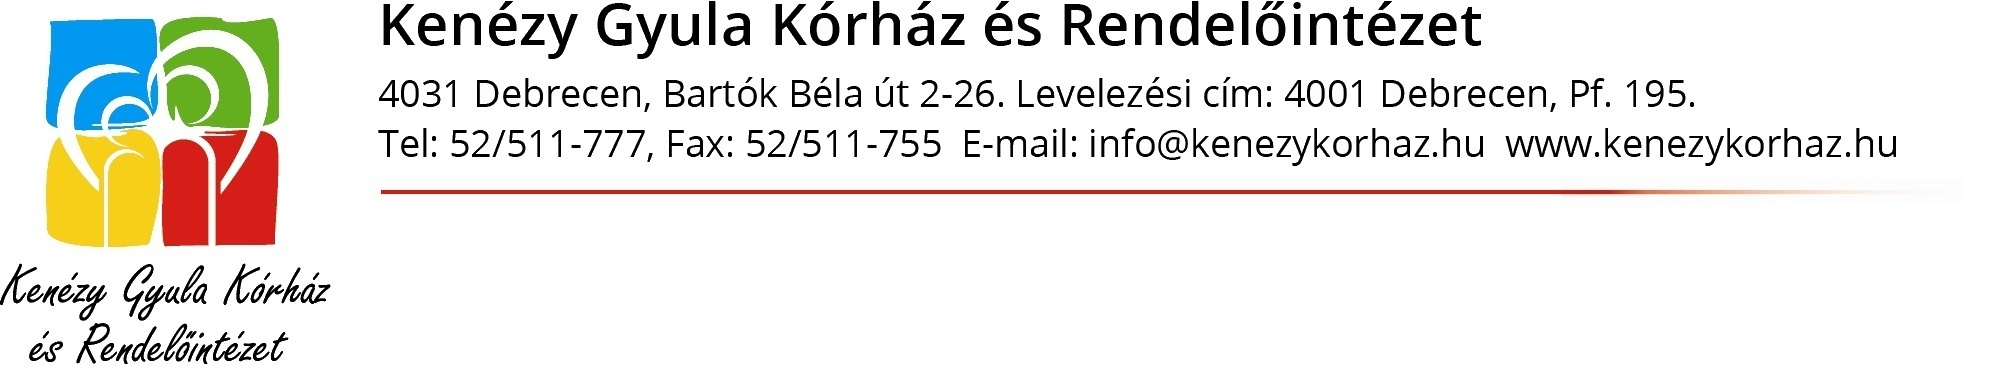 Kenézy Gyula Kórház és Rendelőintézet
4031 Debrecen, Bartók Béla út 2-26. Levelezési cím: 4001 Debrecen, Pf. 195.
Tel: 52/511-777, Fax: 52/511-755 E-mail: info@kenezykorhaz.hu www.kenezykorhaz.hu
Kenézy Gyula Kórház
és Rendelőintézet